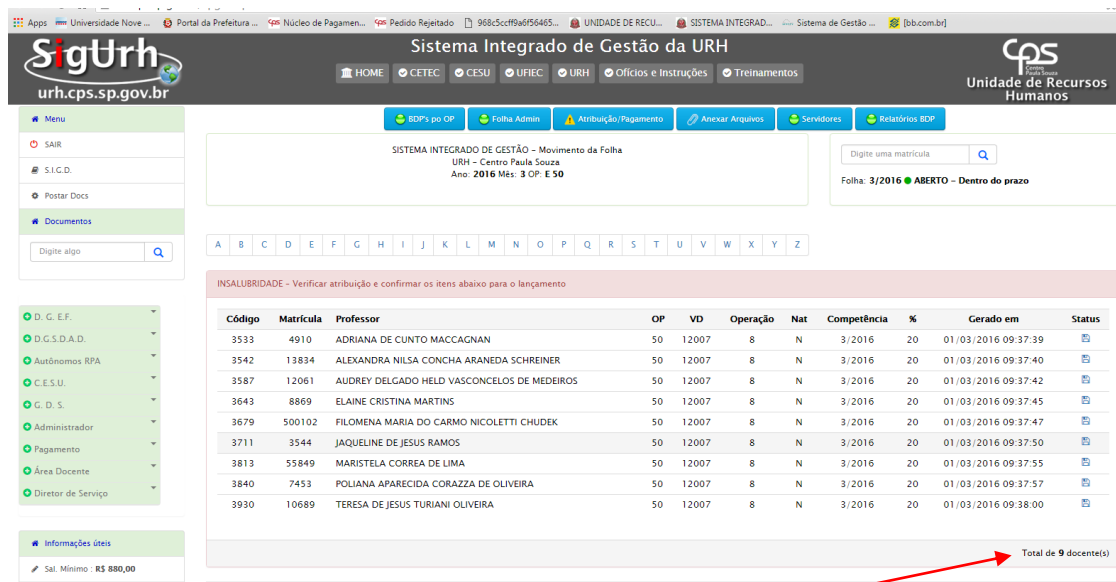 Apps Universidade Nove ... Portal da Prefeitura ... Núcleo de Pagamen... Pedido Rejeitado 968c5ccff9a6f56465... UNIDADE DE RECU... SISTEMA INTEGRAD... Sistema de Gestão ... [bb.com.br]
SigUrh
urh.cps.sp.gov.br
Sistema Integrado de Gestão da URH
HOME CETEC CESU UFIEC URH Ofícios e Instruções Treinamentos
cps
Centro
Paula Souza
Unidade de Recursos
Humanos
Menu
SAIR
S.I.G.D.
Postar Docs
Documentos
Digite algo
D. G. E.F.
D.G.S.D.A.D.
Autônomos RPA
C.E.S.U.
G. D. S.
Administrador
Pagamento
Área Docente
Diretor de Serviço
Informações úteis
Sal. Mínimo : R$ 880,00
BDP's po OP Folha Admin Atribuição/Pagamento Anexar Arquivos Servidores Relatórios BDP
SISTEMA INTEGRADO DE GESTÃO - Movimento da Folha
URH - Centro Paula Souza
Ano: 2016 Mês: 3 OP: E 50
Digite uma matrícula
Folha: 3/2016 ABERTO - Dentro do prazo
A B C D E F G H I J K L M N O P Q R S T U V W X Y Z
INSALUBRIDADE - Verificar atribuição e confirmar os itens abaixo para o lançamento
Código Matrícula Professor OP VD Operação Nat Competência % Gerado em Status
3533 4910 ADRIANA DE CUNTO MACCAGNAN 50 12007 8 N 3/2016 20 01/03/2016 09:37:39
3542 13834 ALEXANDRA NILSA CONCHA ARANEDA SCHREINER 50 12007 8 N 3/2016 20 01/03/2016 09:37:40
3587 12061 AUDREY DELGADO HELD VASCONCELOS DE MEDEIROS 50 12007 8 N 3/2016 20 01/03/2016 09:37:42
3643 8869 ELAINE CRISTINA MARTINS 50 12007 8 N 3/2016 20 01/03/2016 09:37:45
3679 500102 FILOMENA MARIA DO CARMO NICOLETTI CHUDEK 50 12007 8 N 3/2016 20 01/03/2016 09:37:47
3711 3544 JAQUELINE DE JESUS RAMOS 50 12007 8 N 3/2016 20 01/03/2016 09:37:50
3813 55849 MARISTELA CORREA DE LIMA 50 12007 8 N 3/2016 20 01/03/2016 09:37:55
3840 7453 POLIANA APARECIDA CORAZZA DE OLIVEIRA 50 12007 8 N 3/2016 20 01/03/2016 09:37:57
3930 10689 TERESA DE JESUS TURIANI OLIVEIRA 50 12007 8 N 3/2016 20 01/03/2016 09:38:00
Total de 9 docente(s)